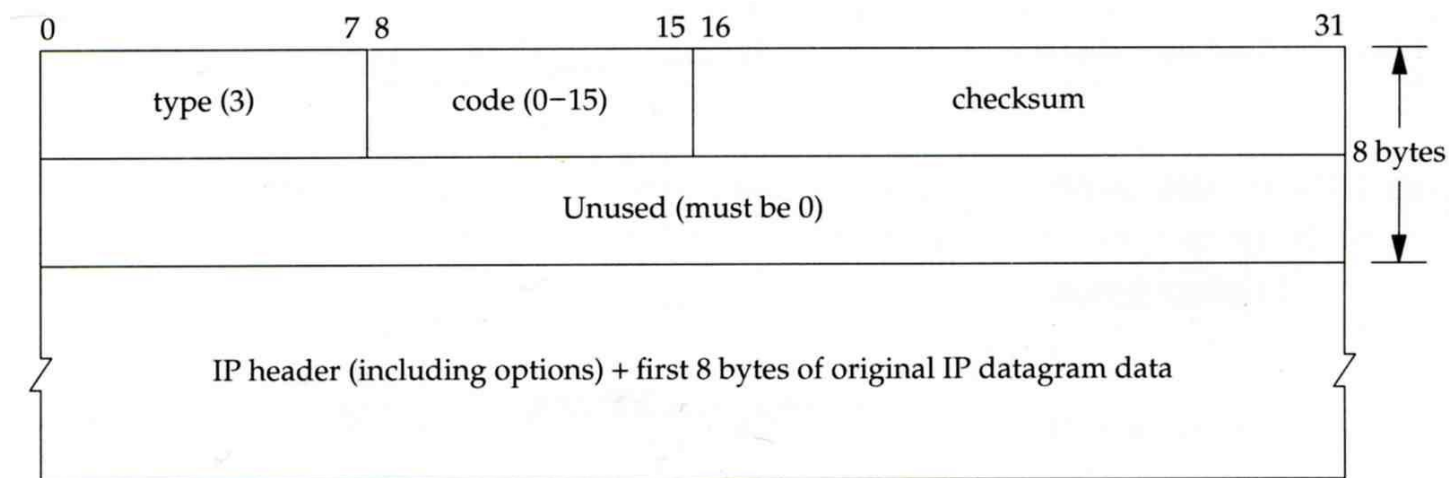 0 7 8 15 16 31
type (3) code (0−15) checksum
8 bytes
Unused (must be 0)
IP header (including options) + first 8 bytes of original IP datagram data